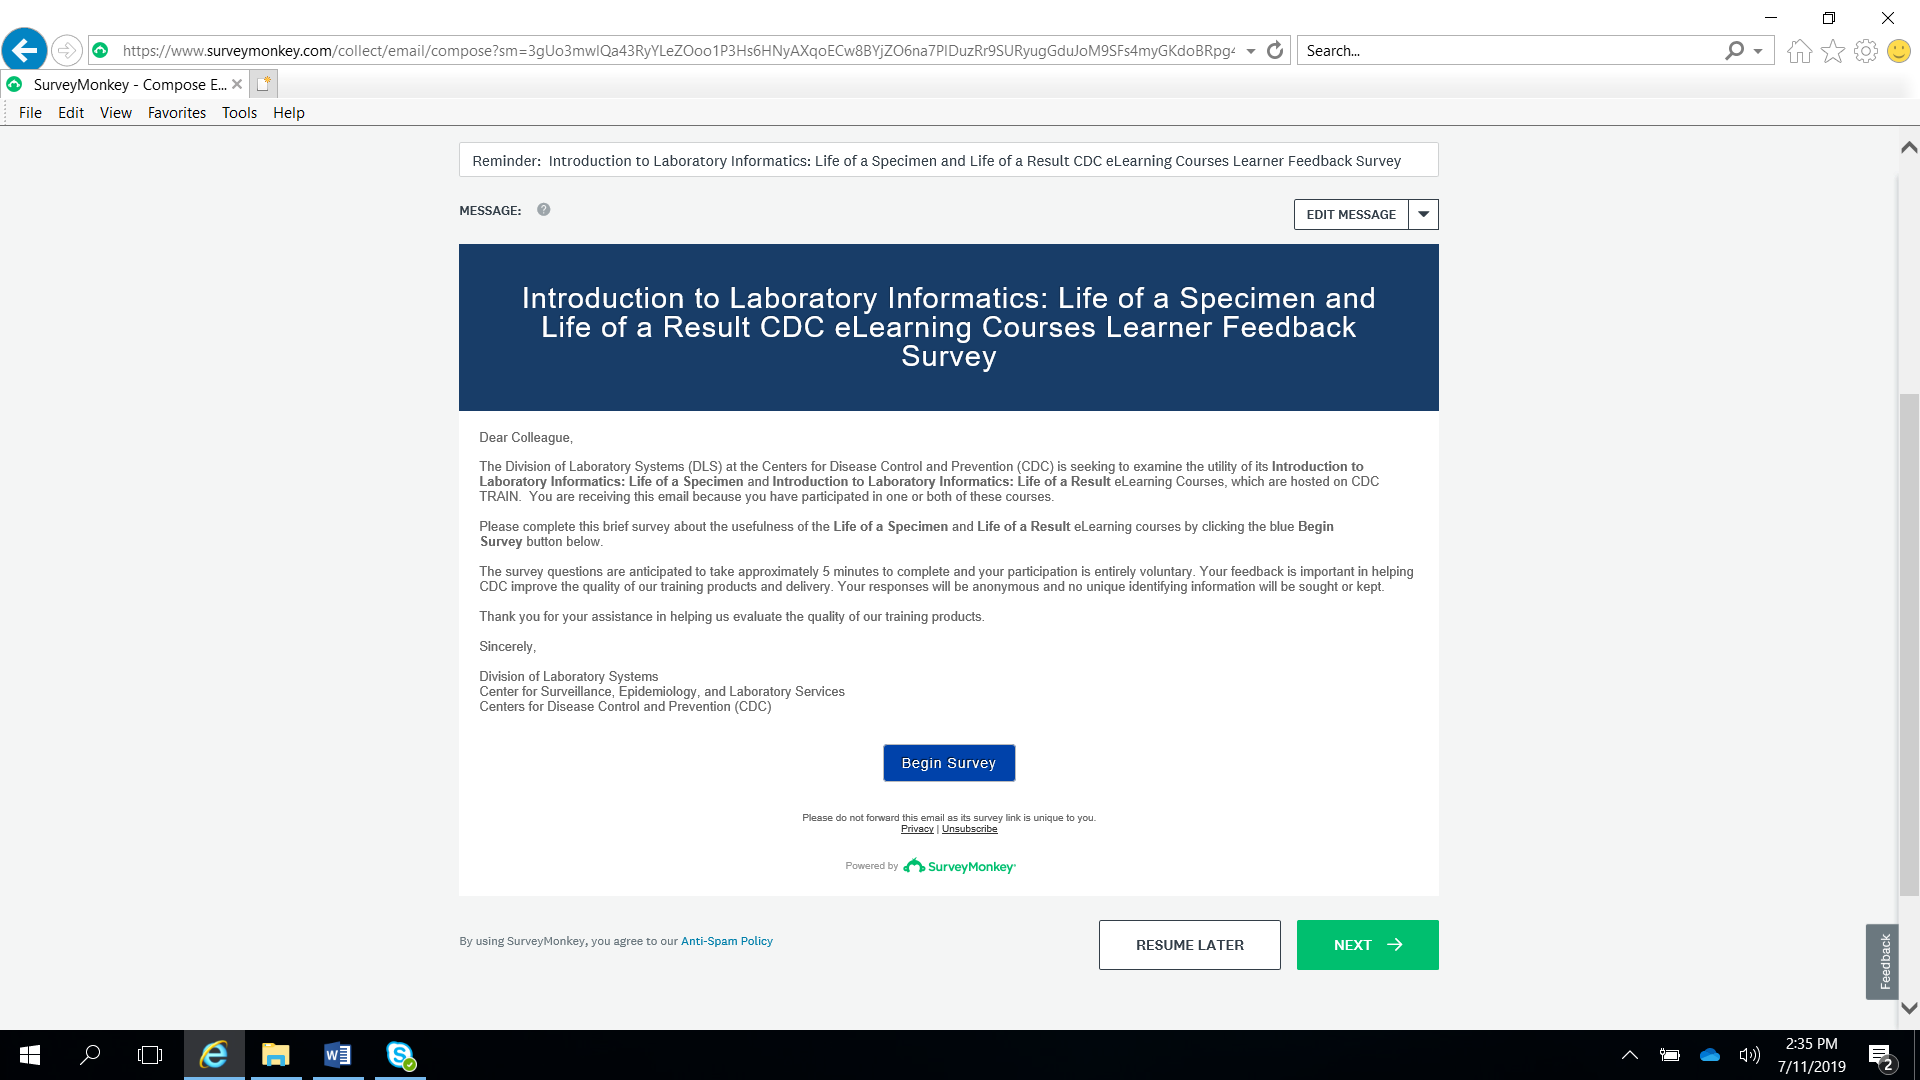 https://www.surveymonkey.com/collect/email/compose?sm=
Search...
SurveyMonkey - Compose E...
File Edit View Favorites Tools Help
Reminder: Introduction to Laboratory Informatics: Life of a Specimen and Life of a Result CDC eLearning Courses Learner Feedback Survey
MESSAGE: ?
EDIT MESSAGE
Introduction to Laboratory Informatics: Life of a Specimen and
Life of a Result CDC eLearning Courses Learner Feedback
Survey
Dear Colleague,
The Division of Laboratory Systems (DLS) at the Centers for Disease Control and Prevention (CDC) is seeking to examine the utility of its Introduction to
Laboratory Informatics: Life of a Specimen and Introduction to Laboratory Informatics: Life of a Result eLearning Courses, which are hosted on CDC
TRAIN. You are receiving this email because you have participated in one or both of these courses.
Please complete this brief survey about the usefulness of the Life of a Specimen and Life of a Result eLearning courses by clicking the blue Begin
Survey button below.
The survey questions are anticipated to take approximately 5 minutes to complete and your participation is entirely voluntary. Your feedback is important in helping
CDC improve the quality of our training products and delivery. Your responses will be anonymous and no unique identifying information will be sought or kept.
Thank you for your assistance in helping us evaluate the quality of our training products.
Sincerely,
Division of Laboratory Systems
Center for Surveillance, Epidemiology, and Laboratory Services
Centers for Disease Control and Prevention (CDC)
Begin Survey
Please do not forward this email as its survey link is unique to you.
Privacy | Unsubscribe
Powered by SurveyMonkey
By using SurveyMonkey, you agree to our Anti-Spam Policy
RESUME LATER
NEXT
Feedback
2:35 PM
7/11/2019
2